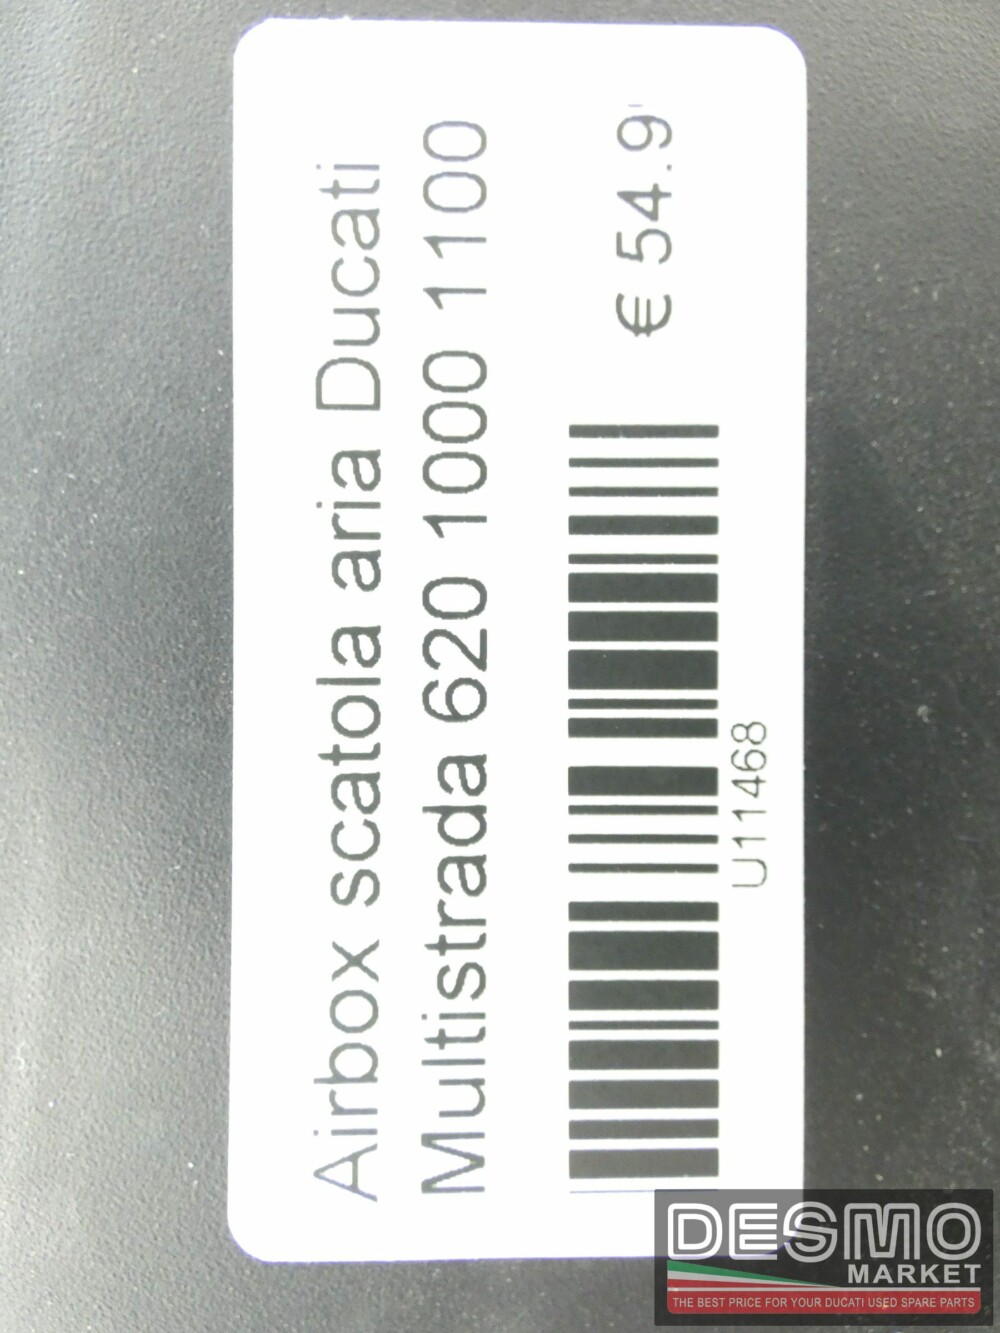 Airbox scatola aria Ducati
Multistrada 620 1000 1100
€ 54.9
U11468
DESMO
MARKET
THE BEST PRICE FOR YOUR DUCATI USED SPARE PARTS